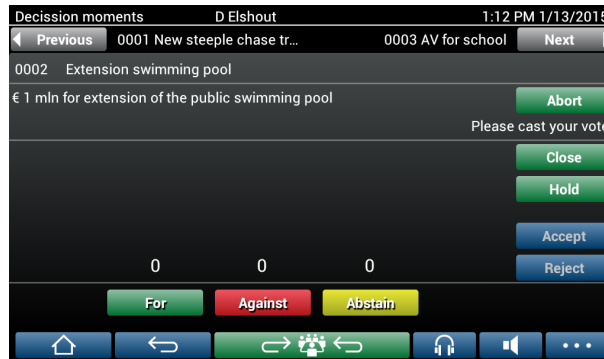 Decission moments D Elshout 1:12 PM 1/13/2015
Previous 0001 New steeple chase tr... 0003 AV for school Next
0002 Extension swimming pool
€ 1 mln for extension of the public swimming pool Abort
Please cast your vote
Close
Hold
Accept
0 0 0 Reject
For Against Abstain